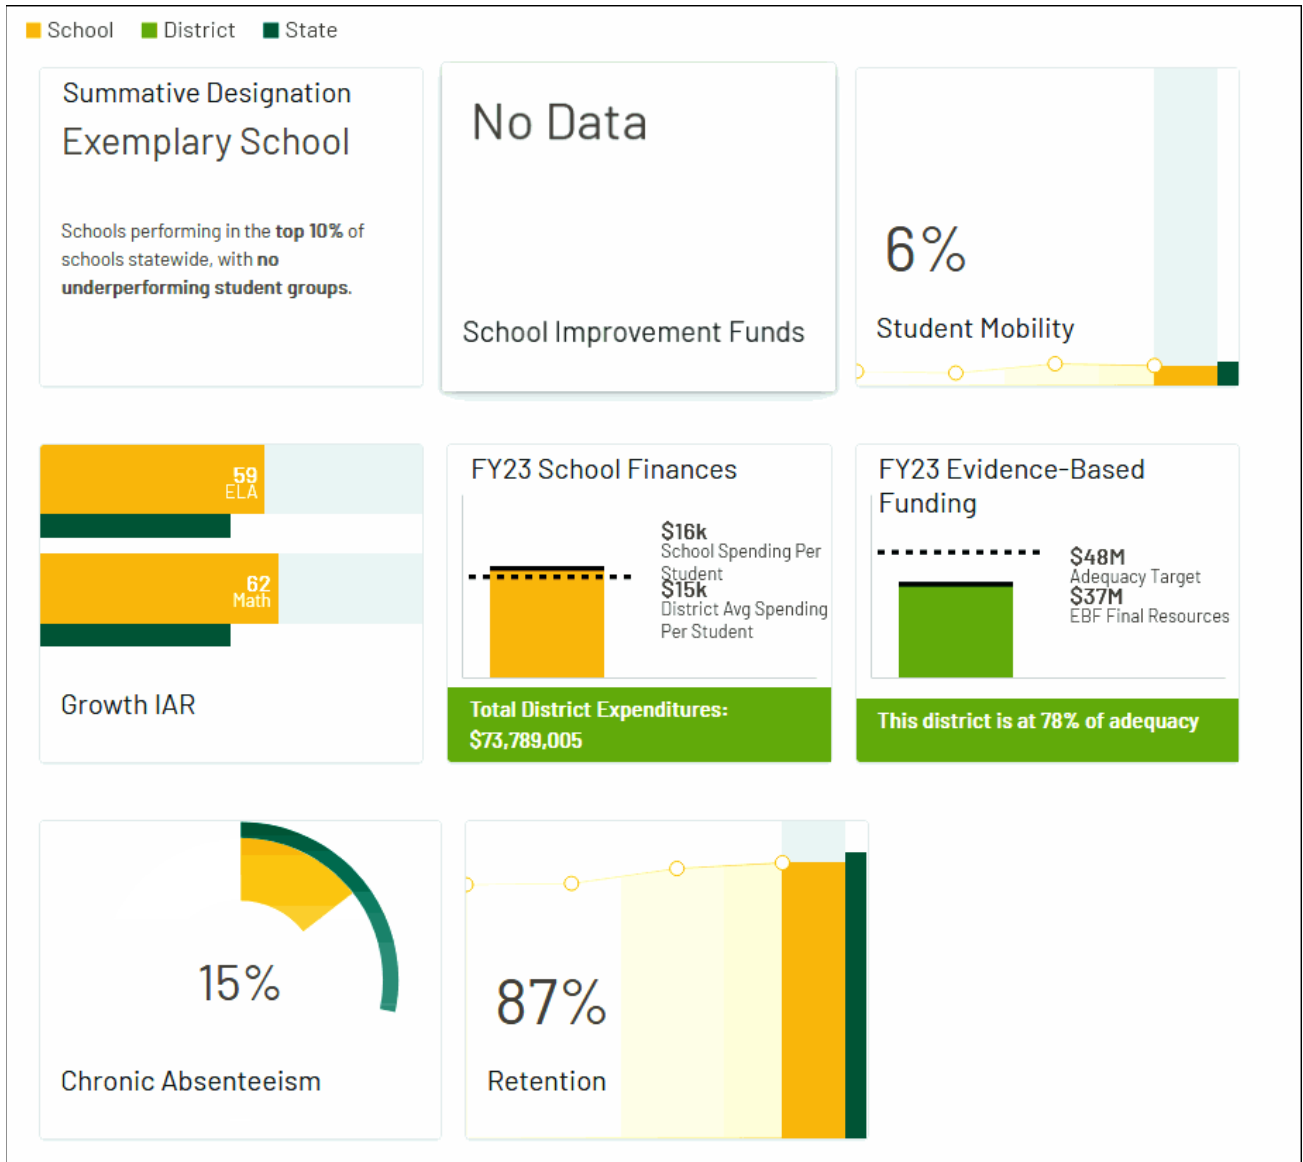 School District State
Summative Designation
Exemplary School
Schools performing in the top 10% of
schools statewide, with no
underperforming student groups.
No Data
School Improvement Funds
6%
Student Mobility
59
ELA
62
Math
Growth IAR
FY23 School Finances
$16k
School Spending Per
Student
$15k
District Avg Spending
Per Student
Total District Expenditures:
$73,789,005
FY23 Evidence-Based
Funding
$48M
Adequacy Target
$37M
EBF Final Resources
This district is at 78% of adequacy
15%
Chronic Absenteeism
87%
Retention